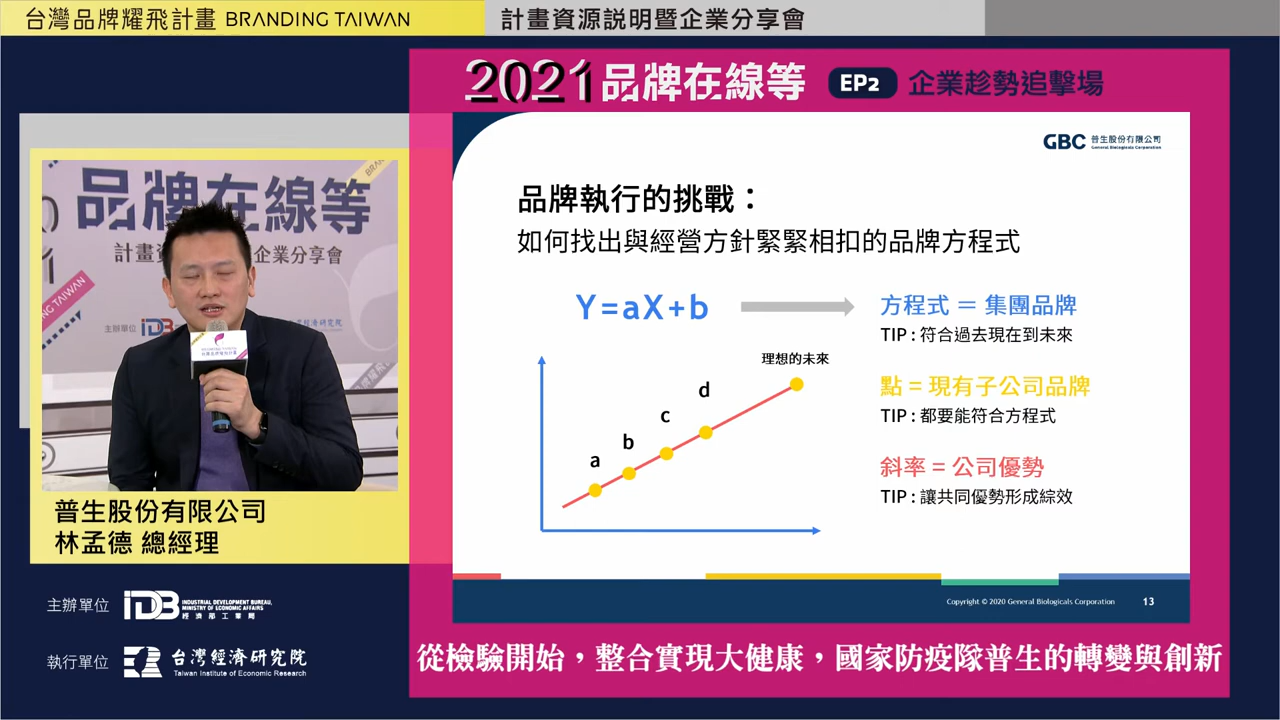 台灣品牌耀飛計畫 BRANDING TAIWAN
計畫資源說明暨企業分享會
2021品牌在線等 EP2 企業趁勢追擊場
品牌在線等
計畫資
企業分享會
主辦單位 IDB
經濟研究院
GBC 普生股份有限公司
General Biologicals Corporation
品牌執行的挑戰：
如何找出與經營方針緊緊相扣的品牌方程式
Y=aX+b
方程式 ＝ 集團品牌
TIP : 符合過去現在到未來
理想的未來
點 = 現有子公司品牌
TIP : 都要能符合方程式
斜率 = 公司優勢
TIP : 讓共同優勢形成綜效
a
b
c
d
Copyright © 2020 General Biologicals Corporation 13
普生股份有限公司
林孟德 總經理
主辦單位 IDB INDUSTRIAL DEVELOPMENT BUREAU,
MINISTRY OF ECONOMIC AFFAIRS
經濟部工業局
執行單位 台灣經濟研究院
Taiwan Institute of Economic Research
從檢驗開始，整合實現大健康，國家防疫隊普生的轉變與創新